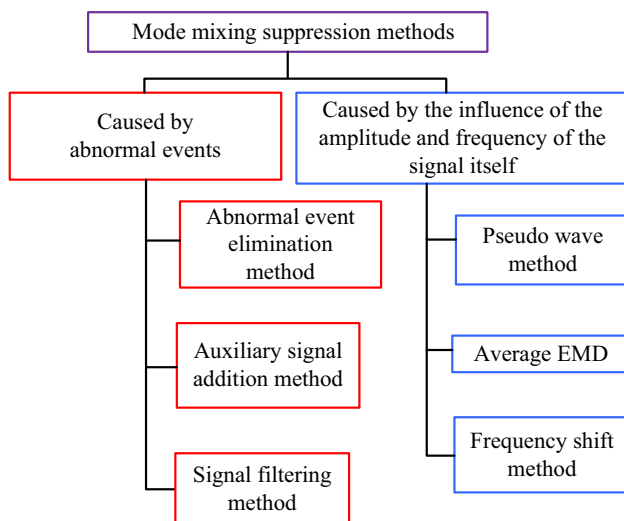 Mode mixing suppression methods
Caused by
abnormal events
Abnormal event
elimination
method
Auxiliary signal
addition method
Signal filtering
method
Caused by the influence of the
amplitude and frequency of the
signal itself
Pseudo wave
method
Average EMD
Frequency shift
method